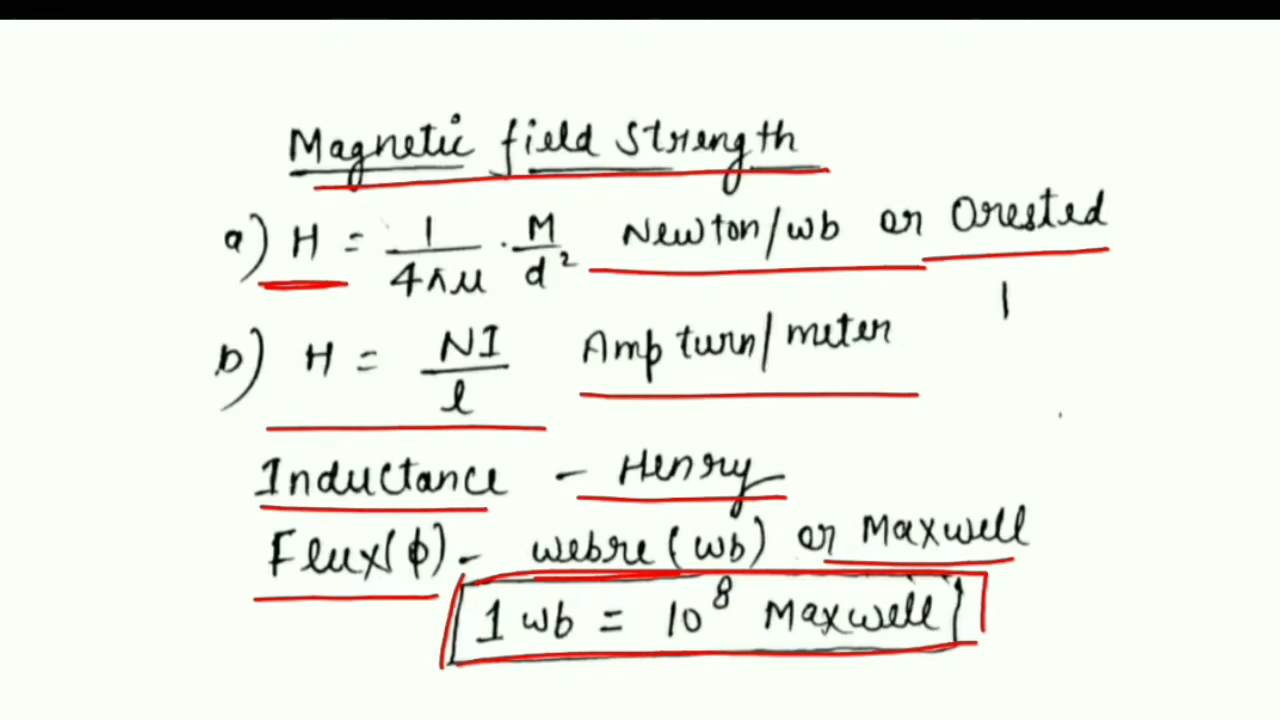 Magnetic field Strength
a) H = 1/4πμ · M/d² Newton/wb or Orested
b) H = NI/l Amp turn/meter
Inductance - Henry
Flux(ϕ) - webre (wb) or Maxwell
1 wb = 10⁸ Maxwell